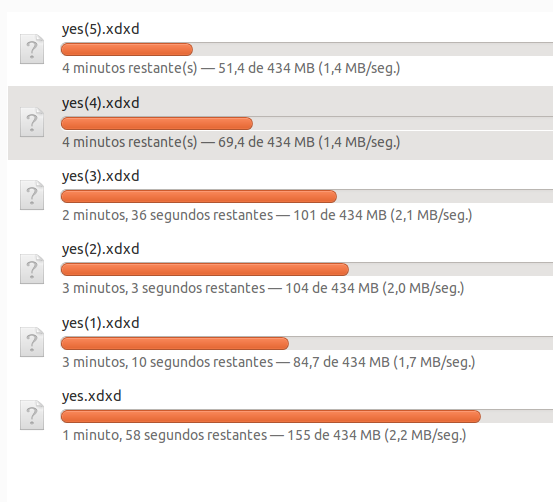 yes(5).xdxd
4 minutos restante(s) — 51,4 de 434 MB (1,4 MB/seg.)
yes(4).xdxd
4 minutos restante(s) — 69,4 de 434 MB (1,4 MB/seg.)
yes(3).xdxd
2 minutos, 36 segundos restantes — 101 de 434 MB (2,1 MB/seg.)
yes(2).xdxd
3 minutos, 3 segundos restantes — 104 de 434 MB (2,0 MB/seg.)
yes(1).xdxd
3 minutos, 10 segundos restantes — 84,7 de 434 MB (1,7 MB/seg.)
yes.xdxd
1 minuto, 58 segundos restantes — 155 de 434 MB (2,2 MB/seg.)